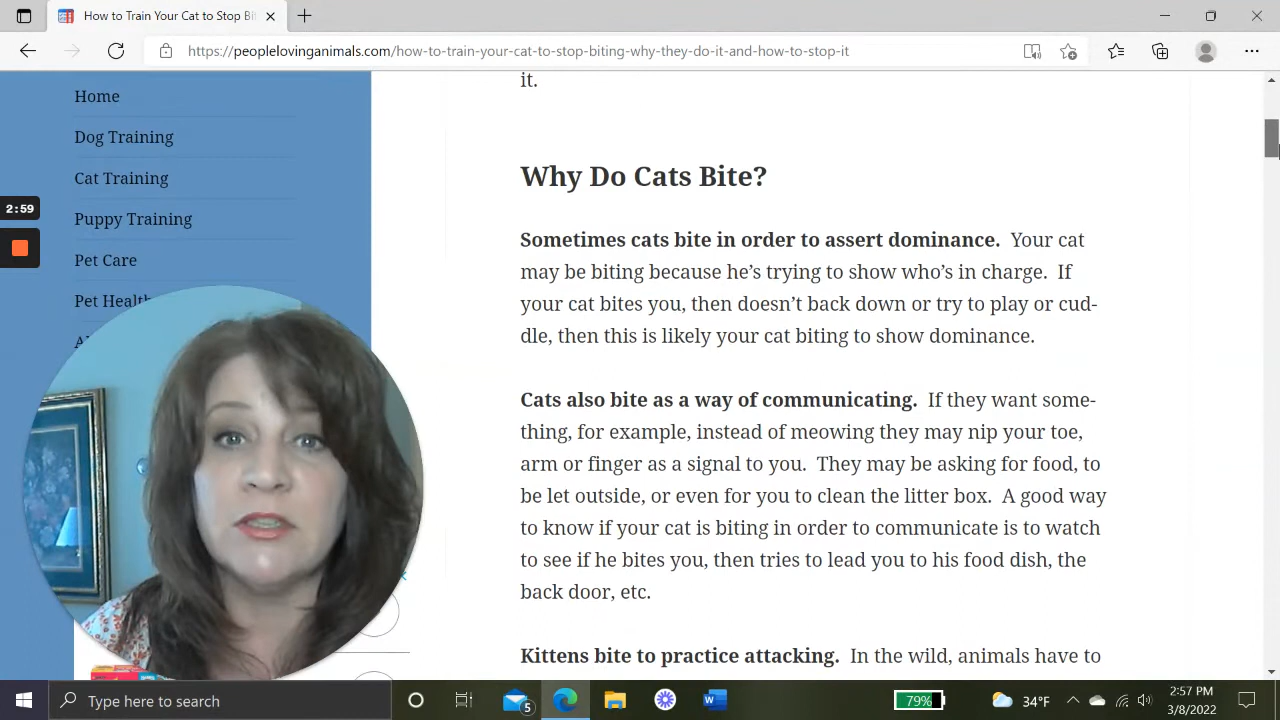 How to Train Your Cat to Stop Bi
https://peoplelovinganimals.com/how-to-train-your-cat-to-stop-biting-why-they-do-it-and-how-to-stop-it
Home
Dog Training
Cat Training
Puppy Training
Pet Care
Pet Health
2:59
it.
Why Do Cats Bite?
Sometimes cats bite in order to assert dominance. Your cat
may be biting because he’s trying to show who’s in charge. If
your cat bites you, then doesn’t back down or try to play or cud-
dle, then this is likely your cat biting to show dominance.
Cats also bite as a way of communicating. If they want some-
thing, for example, instead of meowing they may nip your toe,
arm or finger as a signal to you. They may be asking for food, to
be let outside, or even for you to clean the litter box. A good way
to know if your cat is biting in order to communicate is to watch
to see if he bites you, then tries to lead you to his food dish, the
back door, etc.
Kittens bite to practice attacking. In the wild, animals have to
Type here to search
5
79%
34°F
2:57 PM
3/8/2022